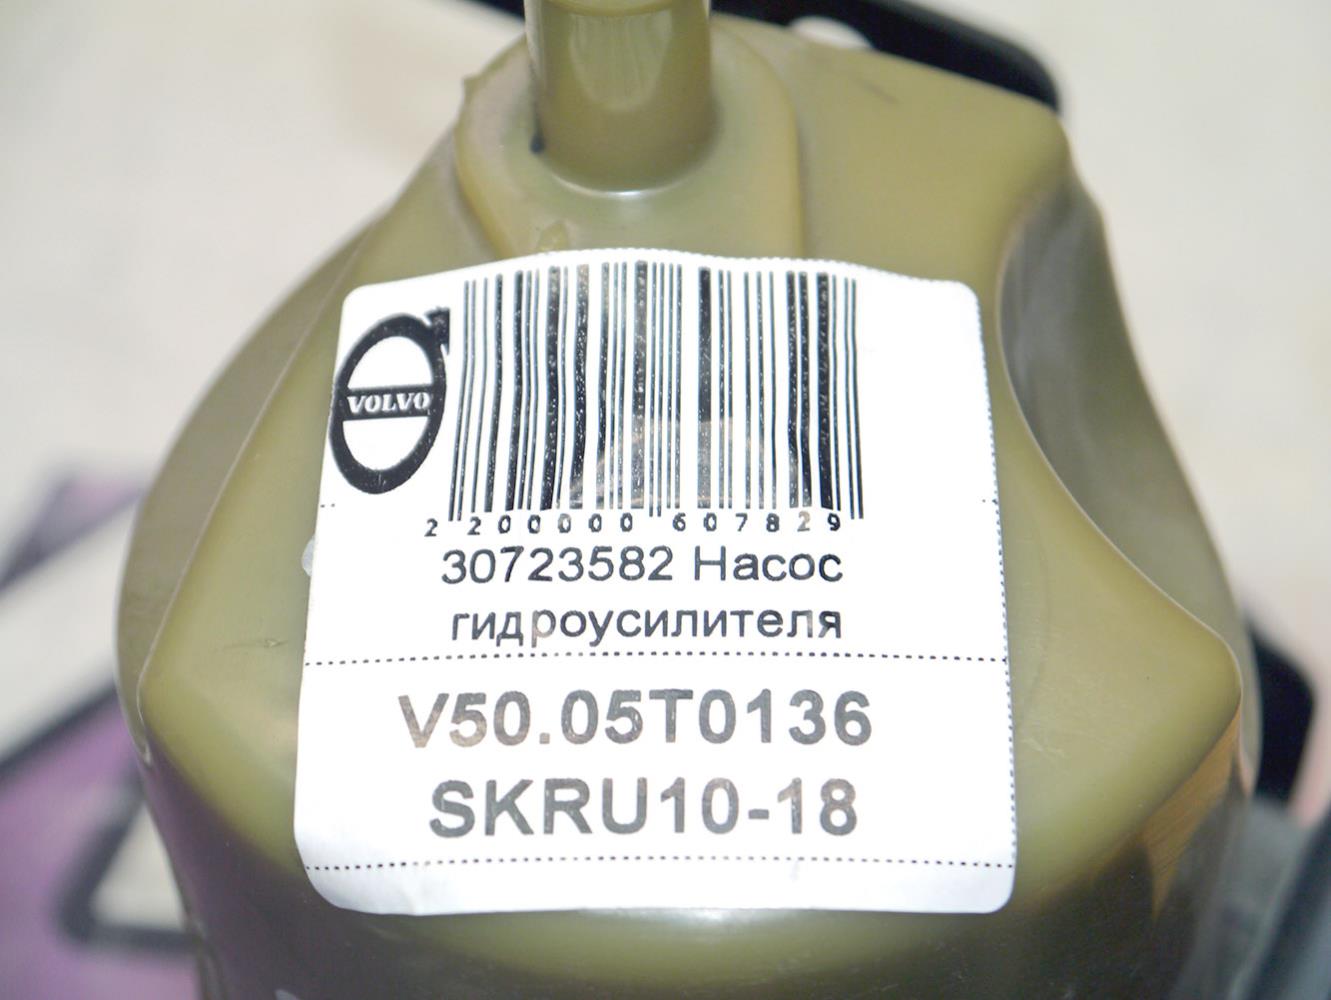 VOLVO
2 200000 607829
30723582 Насос
гидроусилителя
V50.05T0136
SKRU10-18